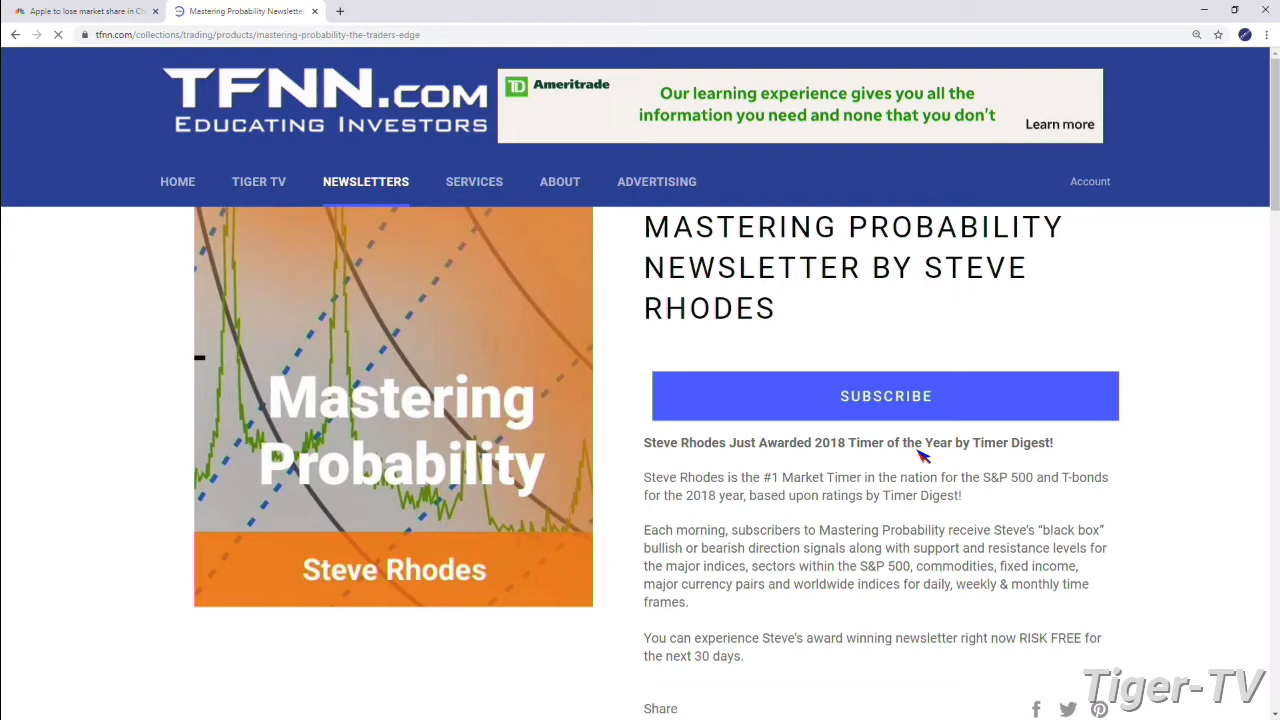 Apple to lose market share in Ch
Mastering Probability Newsletter
tfnn.com/collections/trading/products/mastering-probability-the-traders-edge
TFNN.COM
EDUCATING INVESTORS
TD Ameritrade
Our learning experience gives you all the
information you need and none that you don't
Learn more
HOME
TIGER TV
NEWSLETTERS
SERVICES
ABOUT
ADVERTISING
Account
Mastering
Probability
Steve Rhodes
MASTERING PROBABILITY
NEWSLETTER BY STEVE
RHODES
SUBSCRIBE
Steve Rhodes Just Awarded 2018 Timer of the Year by Timer Digest!
Steve Rhodes is the #1 Market Timer in the nation for the S&P 500 and T-bonds
for the 2018 year, based upon ratings by Timer Digest!
Each morning, subscribers to Mastering Probability receive Steve's “black box”
bullish or bearish direction signals along with support and resistance levels for
the major indices, sectors within the S&P 500, commodities, fixed income,
major currency pairs and worldwide indices for daily, weekly & monthly time
frames.
You can experience Steve's award winning newsletter right now RISK FREE for
the next 30 days.
Share
Tiger-TV